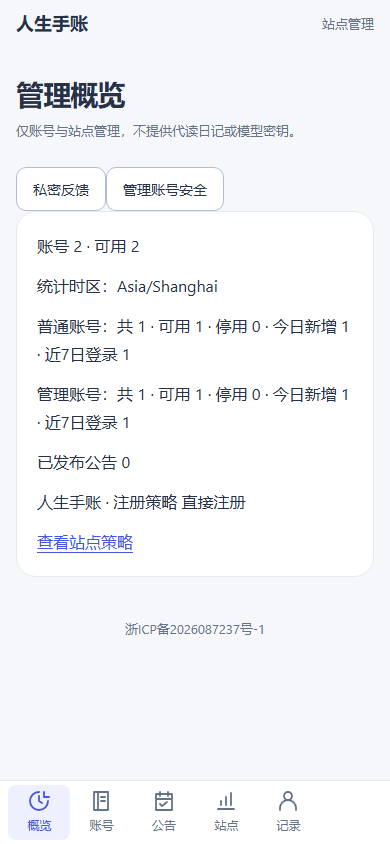 人生手账
站点管理
管理概览
仅账号与站点管理，不提供代读日记或模型密钥。
私密反馈
管理账号安全
账号 2 · 可用 2
统计时区：Asia/Shanghai
普通账号：共 1 · 可用 1 · 停用 0 · 今日新增 1
· 近7日登录 1
管理账号：共 1 · 可用 1 · 停用 0 · 今日新增 1
· 近7日登录 1
已发布公告 0
人生手账 · 注册策略 直接注册
查看站点策略
浙ICP备2026087237号-1
概览
账号
公告
站点
记录